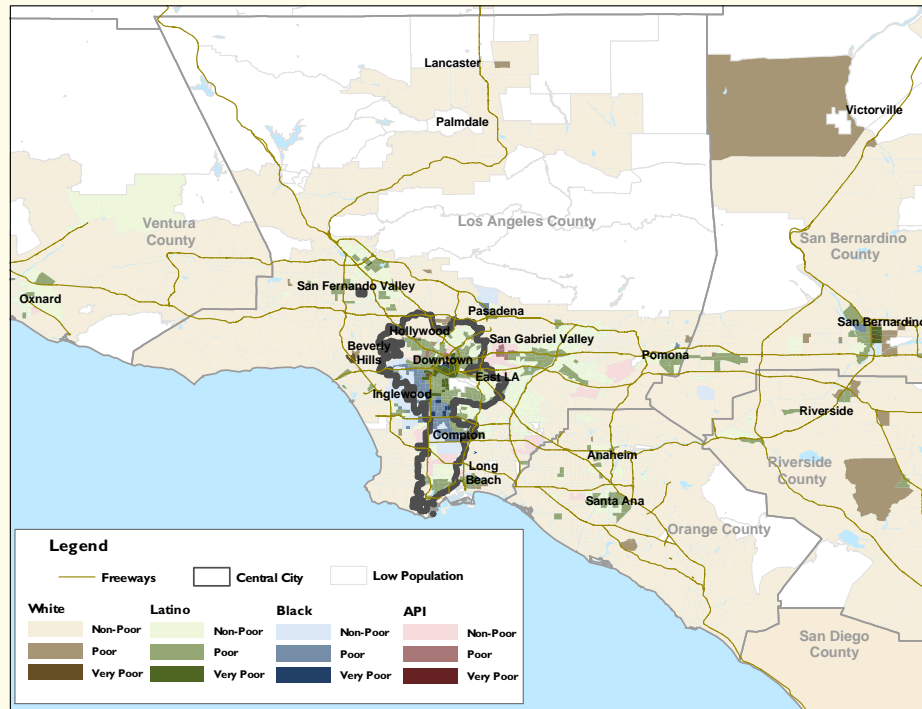 Lancaster
Victorville
Palmdale
Los Angeles County
Ventura
County
San Bernardino
County
San Fernando Valley
Oxnard
Pasadena
Hollywood
San Bernardino
San Gabriel Valley
Beverly
Hills
Downtown
Pomona
East LA
Inglewood
Riverside
Compton
Anaheim
Long
Beach
Riverside
County
Santa Ana
Orange County
San Diego
County
Legend
Freeways
Central City
Low Population
White
Latino
Black
API
Non-Poor
Non-Poor
Non-Poor
Non-Poor
Poor
Poor
Poor
Poor
Very Poor
Very Poor
Very Poor
Very Poor